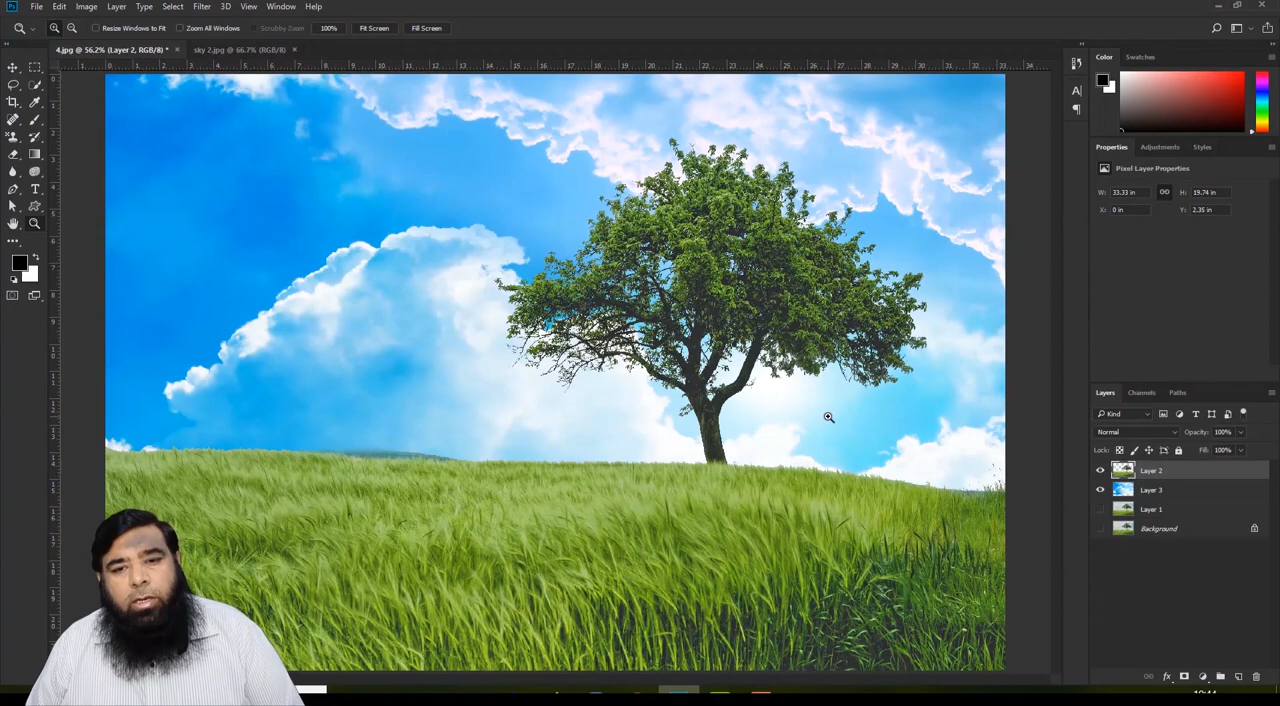 Ps File Edit Image Layer Type Select Filter 3D View Window Help
Resize Windows to Fit Zoom All Windows Scrubby Zoom 100% Fit Screen Fill Screen
4.jpg @ 56.2% (Layer 2, RGB/8) * × sky 2.jpg @ 66.7% (RGB/8) ×
Color Swatches
Properties Adjustments Styles
Pixel Layer Properties
W: 33.33 in H: 19.74 in
X: 0 in Y: 2.35 in
Layers Channels Paths
Kind
Normal Opacity: 100%
Lock: Fill: 100%
Layer 2
Layer 3
Layer 1
Background
fx